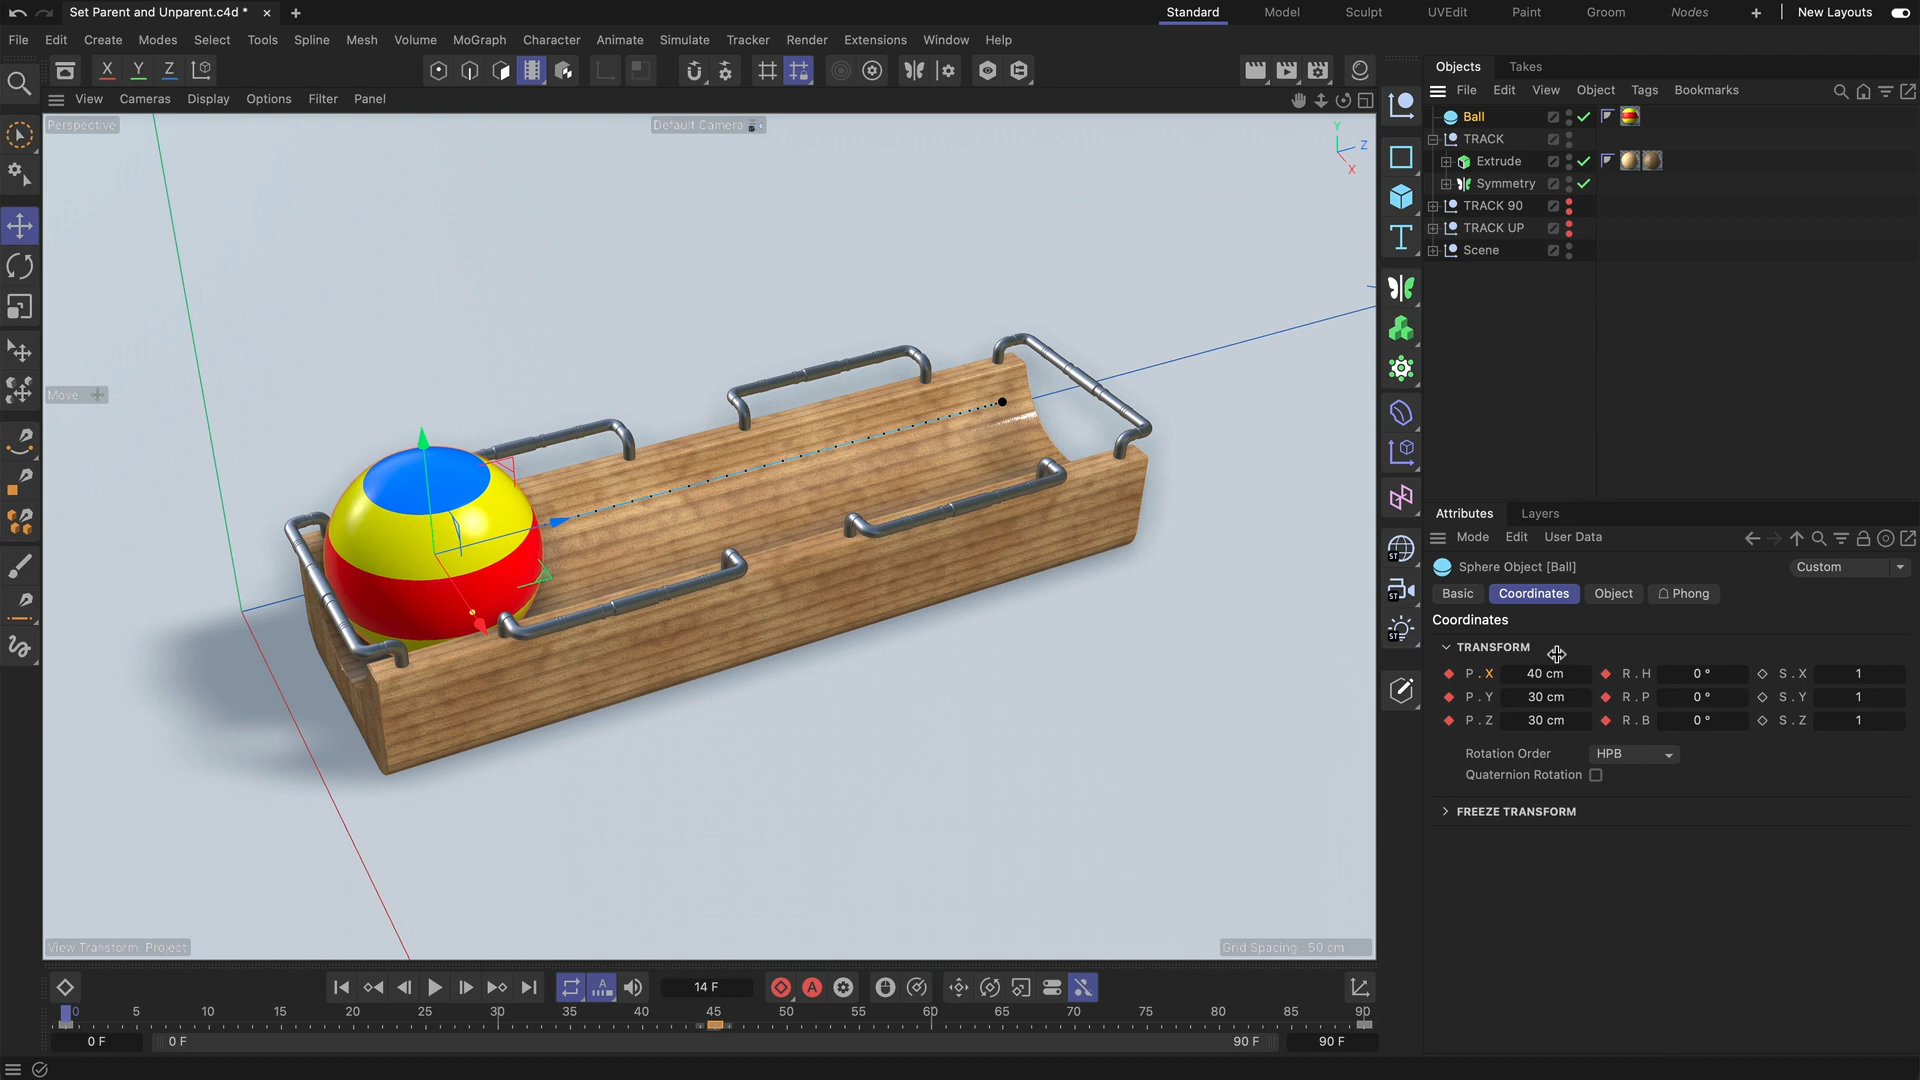 Set Parent and Unparent.c4d *
Standard Model Sculpt UVEdit Paint Groom Nodes New Layouts
File Edit Create Modes Select Tools Spline Mesh Volume MoGraph Character Animate Simulate Tracker Render Extensions Window Help
X Y Z
View Cameras Display Options Filter Panel
Perspective
Default Camera
Y
Z
X
Move
View Transform: Project
Grid Spacing : 50 cm
Objects Takes
File Edit View Object Tags Bookmarks
Ball
TRACK
Extrude
Symmetry
TRACK 90
TRACK UP
Scene
ST
ST
ST
Attributes Layers
Mode Edit User Data
Sphere Object [Ball]
Custom
Basic Coordinates Object Phong
Coordinates
TRANSFORM
P . X 40 cm R . H 0 ° S . X 1
P . Y 30 cm R . P 0 ° S . Y 1
P . Z 30 cm R . B 0 ° S . Z 1
Rotation Order HPB
Quaternion Rotation
FREEZE TRANSFORM
14 F
A A
0 5 10 15 20 25 30 35 40 45 50 55 60 65 70 75 80 85 90
0 F 0 F 90 F 90 F